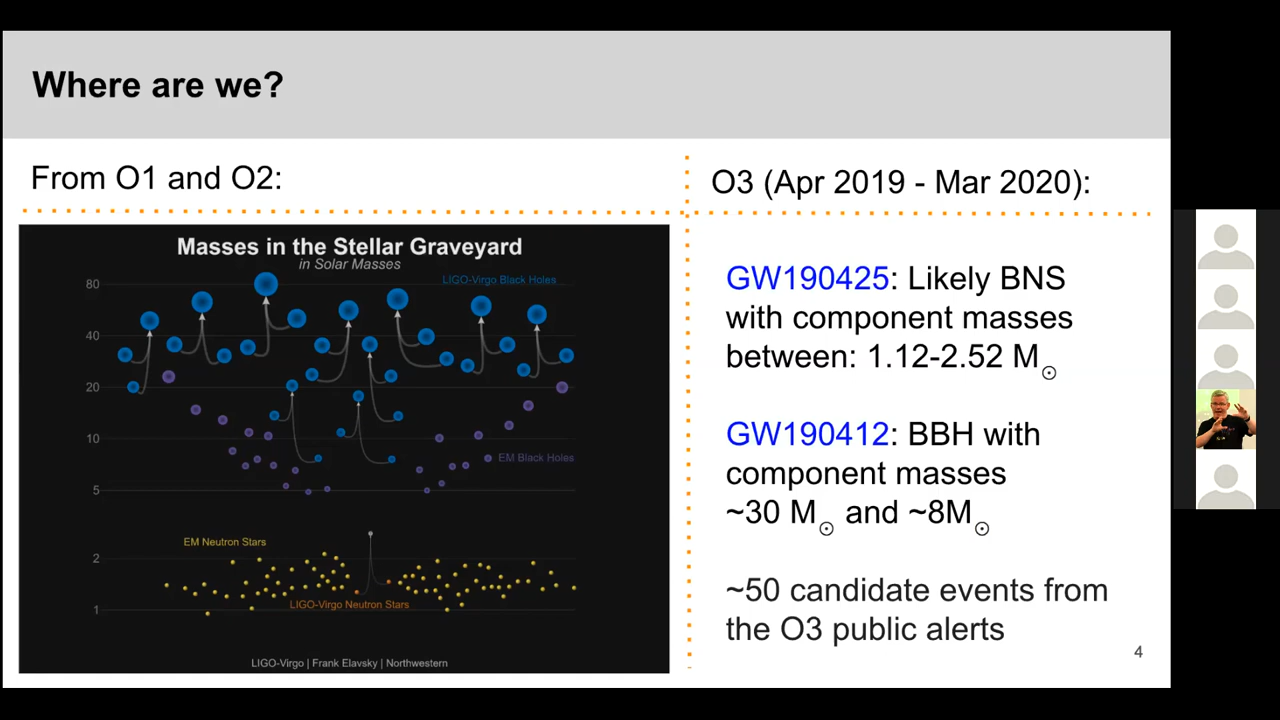 Where are we?
From O1 and O2:
Masses in the Stellar Graveyard
in Solar Masses
LIGO-Virgo Black Holes
80
40
20
10
EM Black Holes
5
EM Neutron Stars
2
LIGO-Virgo Neutron Stars
1
LIGO-Virgo | Frank Elavsky | Northwestern
O3 (Apr 2019 - Mar 2020):
GW190425: Likely BNS
with component masses
between: 1.12-2.52 M☉
GW190412: BBH with
component masses
~30 M☉ and ~8M☉
~50 candidate events from
the O3 public alerts
4